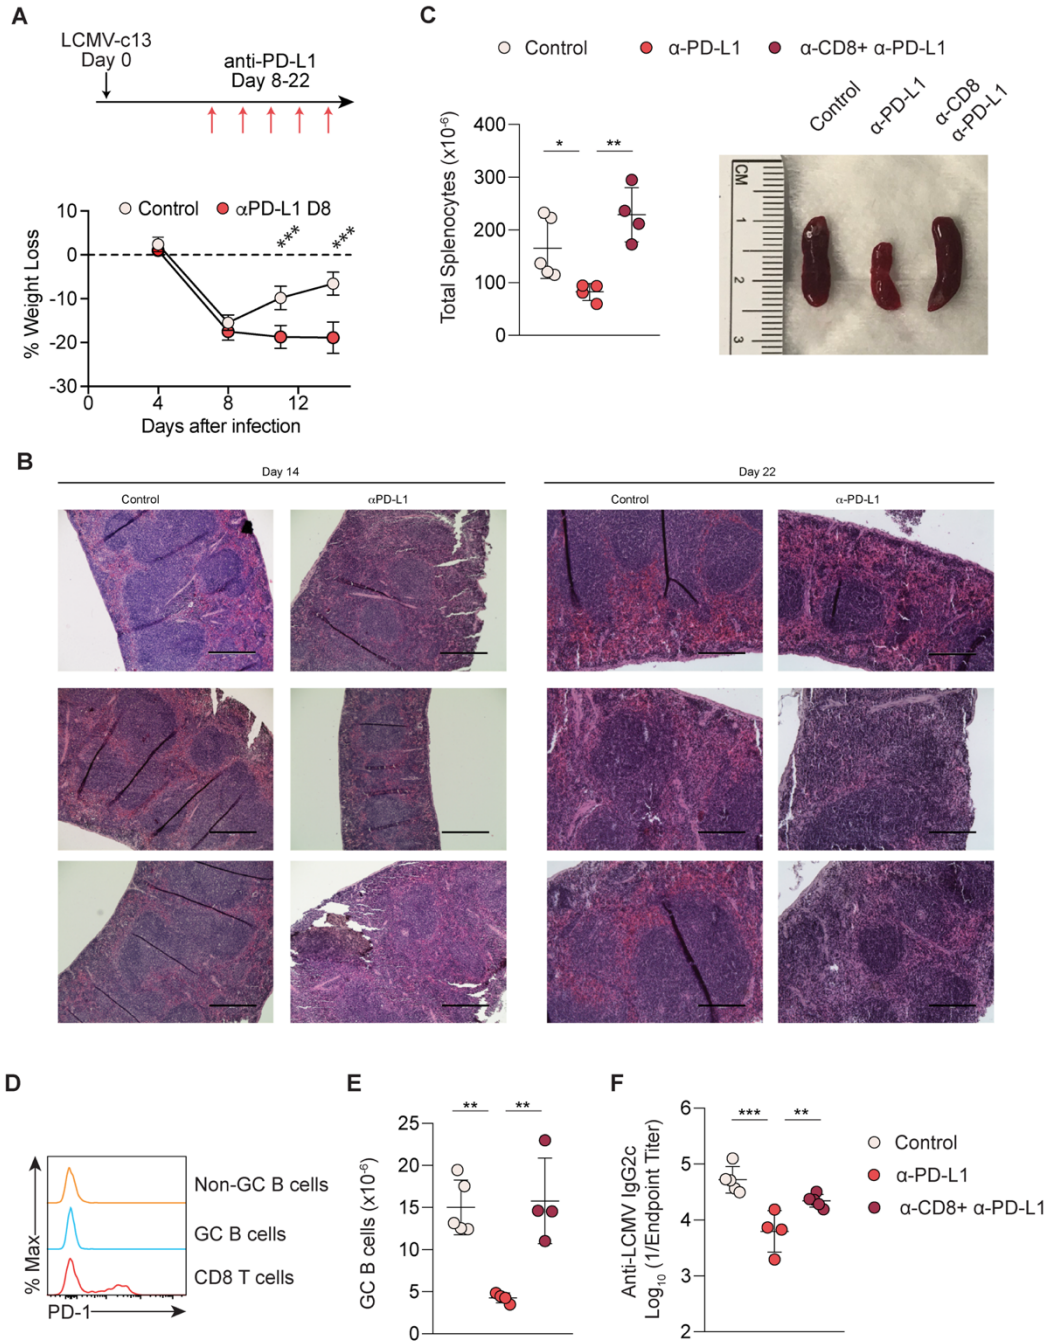 A
LCMV-c13
Day 0
anti-PD-L1
Day 8-22
Control
αPD-L1 D8
***
***
% Weight Loss
10
0
-10
-20
-30
0
4
8
12
Days after infection
C
Control
α-PD-L1
α-CD8+ α-PD-L1
Total Splenocytes (x10⁻⁶)
400
300
200
100
0
*
**
Control
α-PD-L1
α-CD8
α-PD-L1
CM
1
2
3
B
Day 14
Day 22
Control
αPD-L1
Control
α-PD-L1
D
% Max
Non-GC B cells
GC B cells
CD8 T cells
PD-1
E
GC B cells (x10⁻⁶)
25
20
15
10
5
0
**
**
F
Anti-LCMV IgG2c
Log₁₀ (1/Endpoint Titer)
6
5
4
3
2
***
**
Control
α-PD-L1
α-CD8+ α-PD-L1